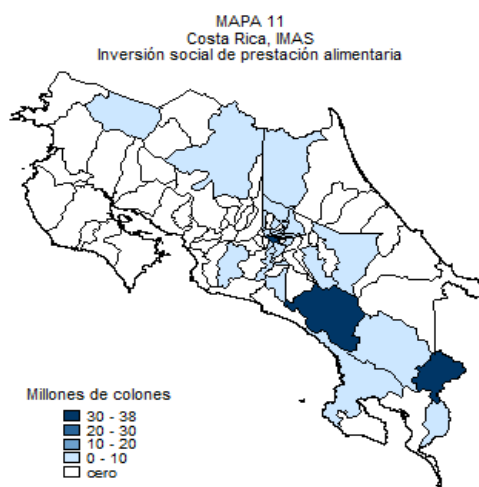 MAPA 11
Costa Rica, IMAS
Inversión social de prestación alimentaria
Millones de colones
30 - 38
20 - 30
10 - 20
0 - 10
cero